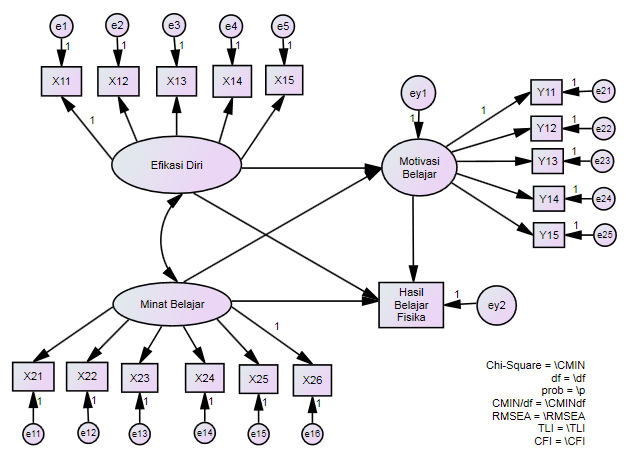 e1
e2
e3
e4
e5
1
1
1
1
1
X11
X12
X13
X14
X15
1
Efikasi Diri
ey1
1
Motivasi
Belajar
1
Y11
1
e21
Y12
1
e22
Y13
1
e23
Y14
1
e24
Y15
1
e25
Minat Belajar
Hasil
Belajar
Fisika
1
ey2
1
X21
X22
X23
X24
X25
X26
1
1
1
1
1
1
e11
e12
e13
e14
e15
e16
Chi-Square = \CMIN
df = \df
prob = \p
CMIN/df = \CMINdf
RMSEA = \RMSEA
TLI = \TLI
CFI = \CFI